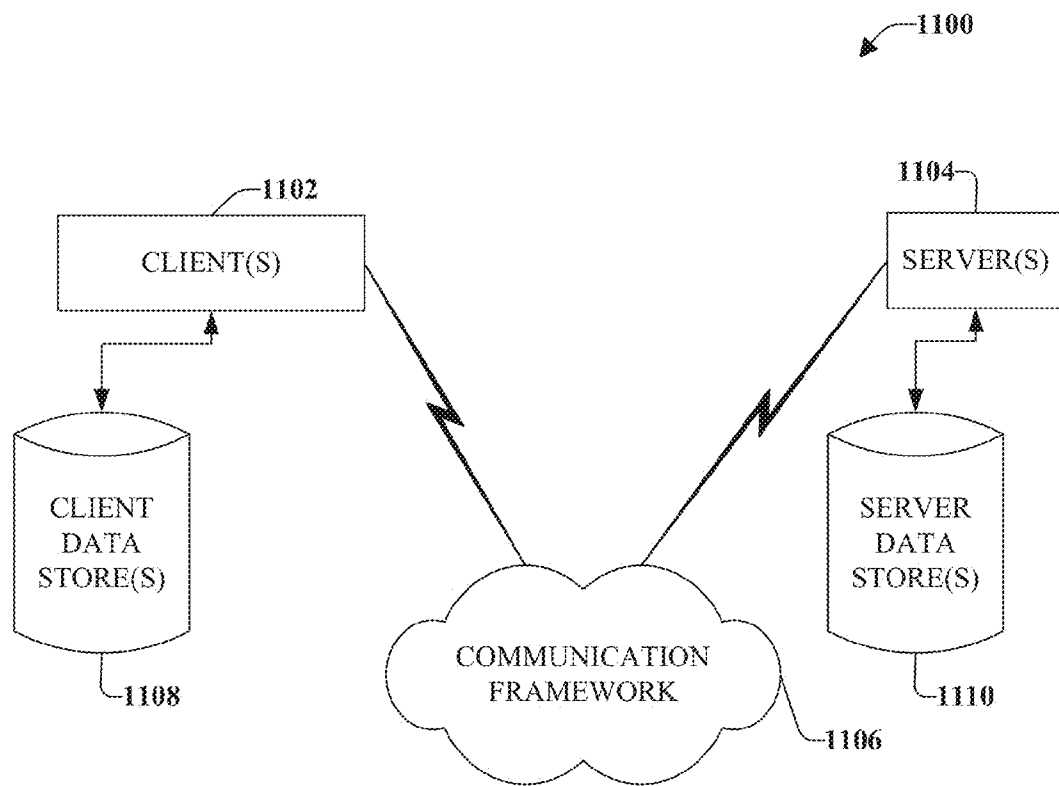 1100
1102
1104
CLIENT(S)
SERVER(S)
CLIENT
DATA
STORE(S)
SERVER
DATA
STORE(S)
COMMUNICATION
FRAMEWORK
1108
1110
1106